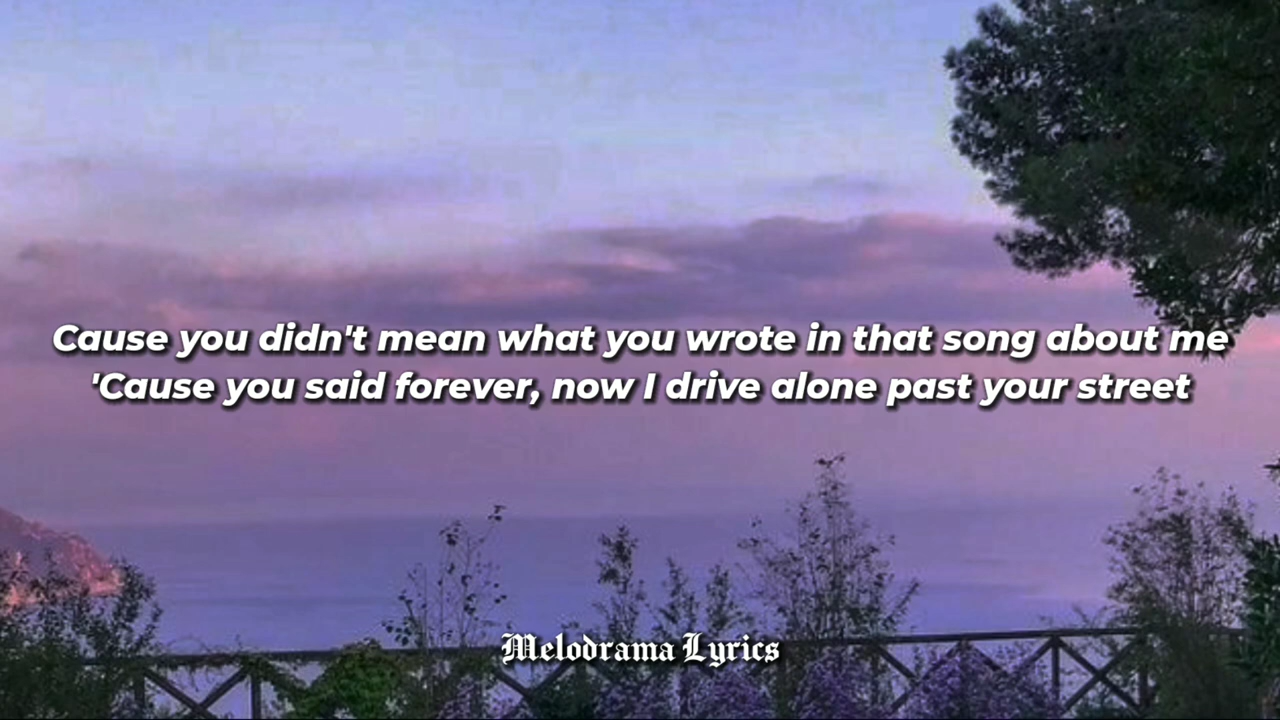 Cause you didn't mean what you wrote in that song about me
'Cause you said forever, now I drive alone past your street
Melodrama Lyrics